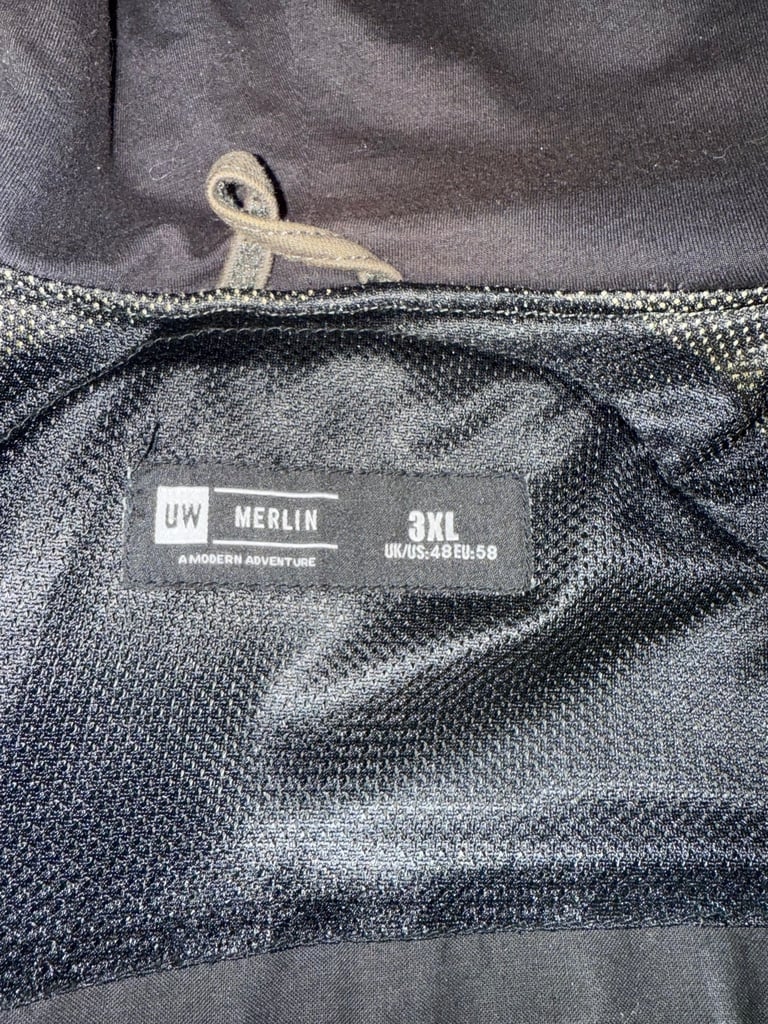 UW MERLIN
A MODERN ADVENTURE
3XL
UK/US:48 EU:58